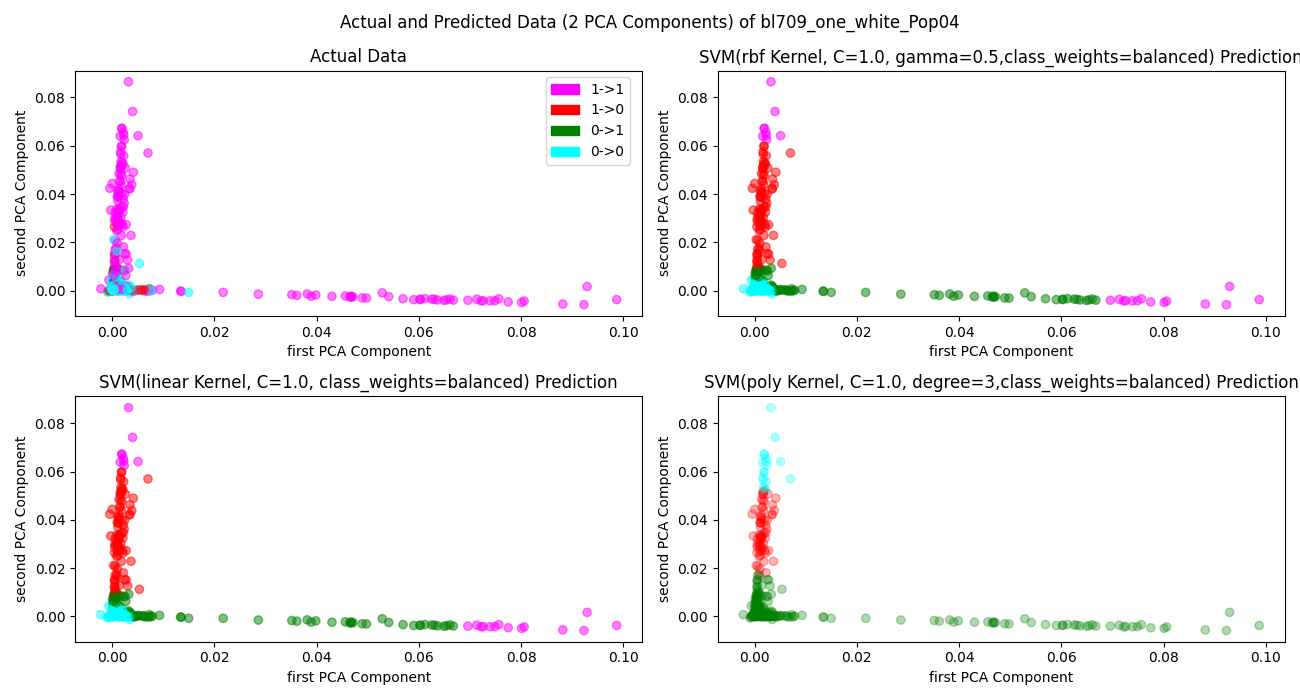 Actual and Predicted Data (2 PCA Components) of bl709_one_white_Pop04
Actual Data
0.08
0.06
0.04
0.02
0.00
second PCA Component
1->1
1->0
0->1
0->0
0.00 0.02 0.04 0.06 0.08 0.10
first PCA Component
SVM(rbf Kernel, C=1.0, gamma=0.5,class_weights=balanced) Prediction
0.08
0.06
0.04
0.02
0.00
second PCA Component
0.00 0.02 0.04 0.06 0.08 0.10
first PCA Component
SVM(linear Kernel, C=1.0, class_weights=balanced) Prediction
0.08
0.06
0.04
0.02
0.00
second PCA Component
0.00 0.02 0.04 0.06 0.08 0.10
first PCA Component
SVM(poly Kernel, C=1.0, degree=3,class_weights=balanced) Prediction
0.08
0.06
0.04
0.02
0.00
second PCA Component
0.00 0.02 0.04 0.06 0.08 0.10
first PCA Component